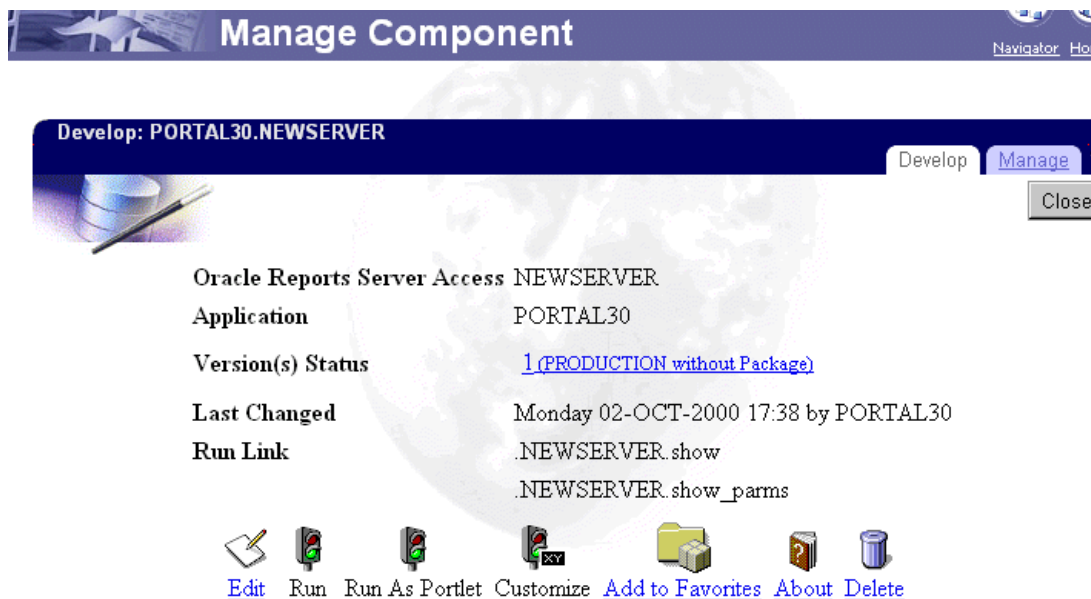 Manage Component
Navigator
Develop: PORTAL30.NEWSERVER
Develop Manage
Close
Oracle Reports Server Access NEWSERVER
Application PORTAL30
Version(s) Status 1 (PRODUCTION without Package)
Last Changed Monday 02-OCT-2000 17:38 by PORTAL30
Run Link .NEWSERVER.show
.NEWSERVER.show_parms
XY
Edit Run Run As Portlet Customize Add to Favorites About Delete